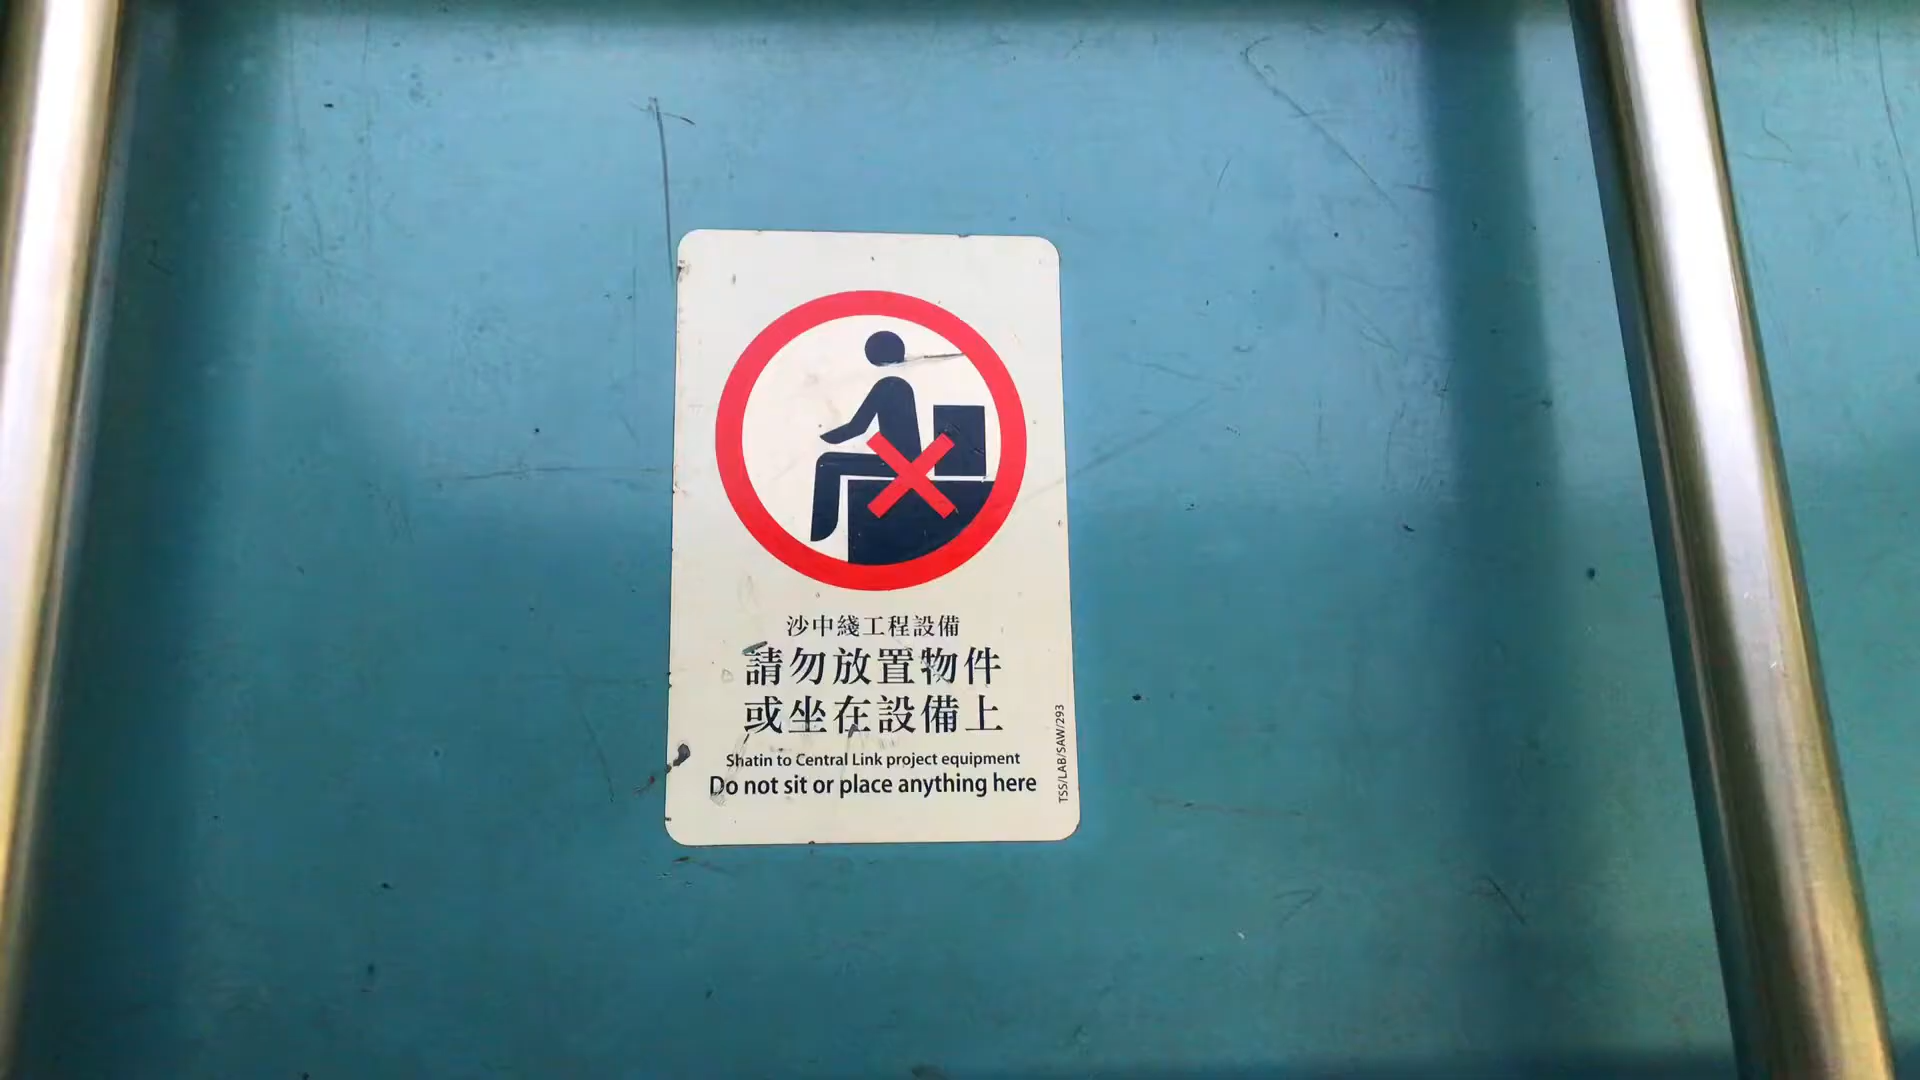 沙中綫工程設備
請勿放置物件
或坐在設備上
Shatin to Central Link project equipment
Do not sit or place anything here
TSS/LAB/SAW/293